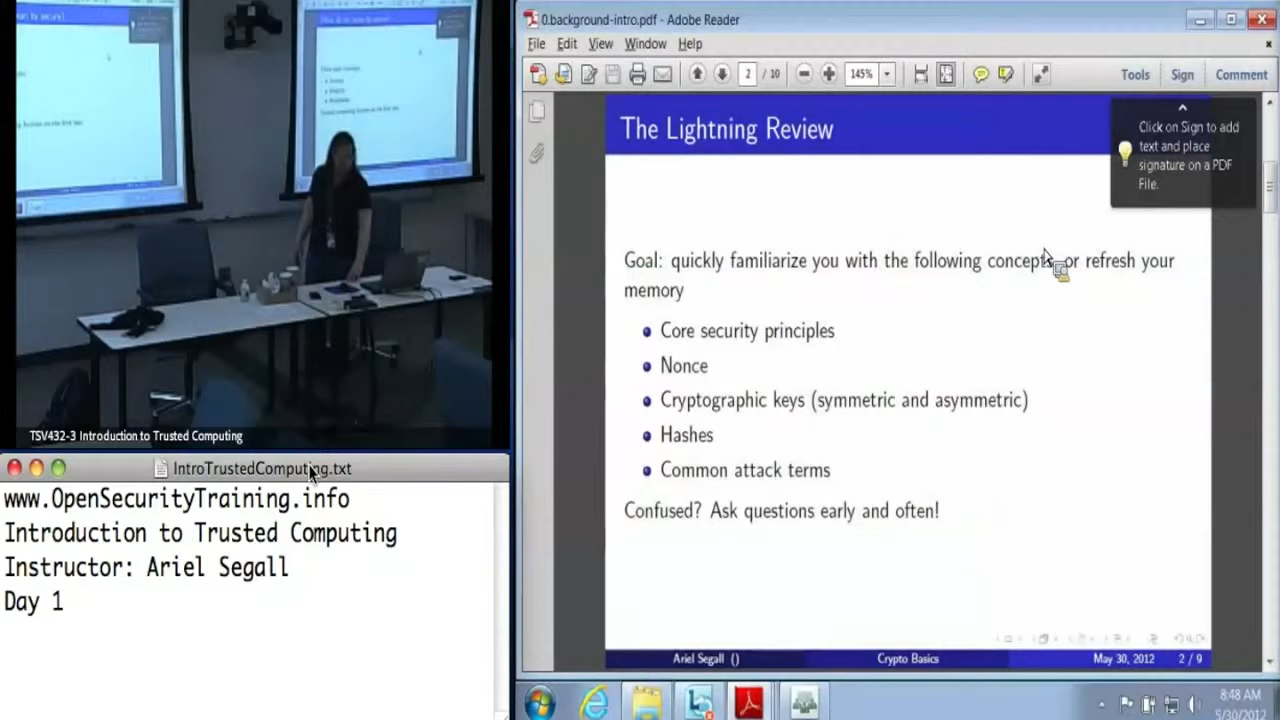 TSV432-3 Introduction to Trusted Computing
IntroTrustedComputing.txt
www.OpenSecurityTraining.info
Introduction to Trusted Computing
Instructor: Ariel Segall
Day 1
0.background-intro.pdf - Adobe Reader
File Edit View Window Help
2 10 145% Tools Sign Comment
The Lightning Review
Click on Sign to add
text and place
signature on a PDF
File.
Goal: quickly familiarize you with the following concepts or refresh your
memory
Core security principles
Nonce
Cryptographic keys (symmetric and asymmetric)
Hashes
Common attack terms
Confused? Ask questions early and often!
Ariel Segall () Crypto Basics May 30, 2012 2 / 9
8:48 AM
5/30/2012